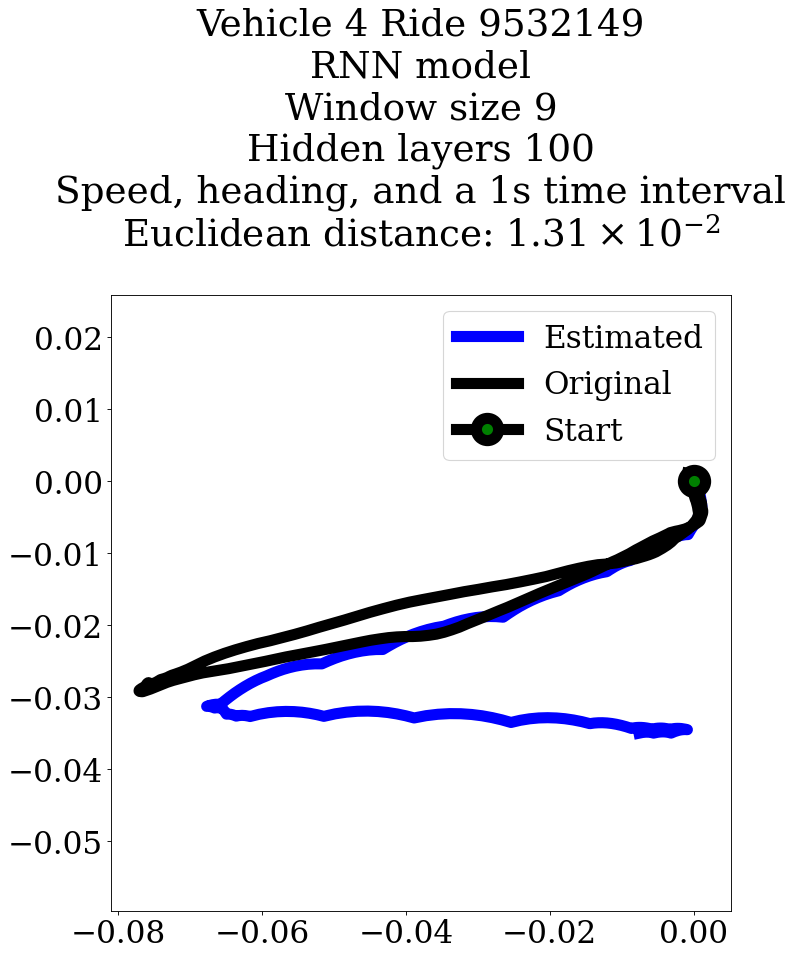 Vehicle 4 Ride 9532149
RNN model
Window size 9
Hidden layers 100
Speed, heading, and a 1s time interval
Euclidean distance: 1.31 × 10⁻²
Estimated
Original
Start
0.02
0.01
0.00
−0.01
−0.02
−0.03
−0.04
−0.05
−0.08 −0.06 −0.04 −0.02 0.00